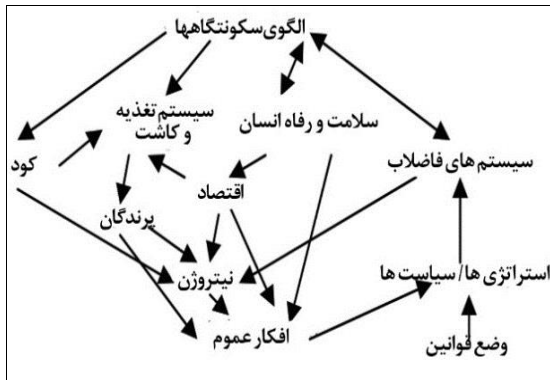 الگوی سکونتگاهها
سیستم تغذیه
و کاشت
سلامت و رفاه انسان
کود
سیستم های فاضلاب
اقتصاد
پرندگان
نیتروژن
استراتژی ها/سیاست ها
افکار عموم
وضع قوانین